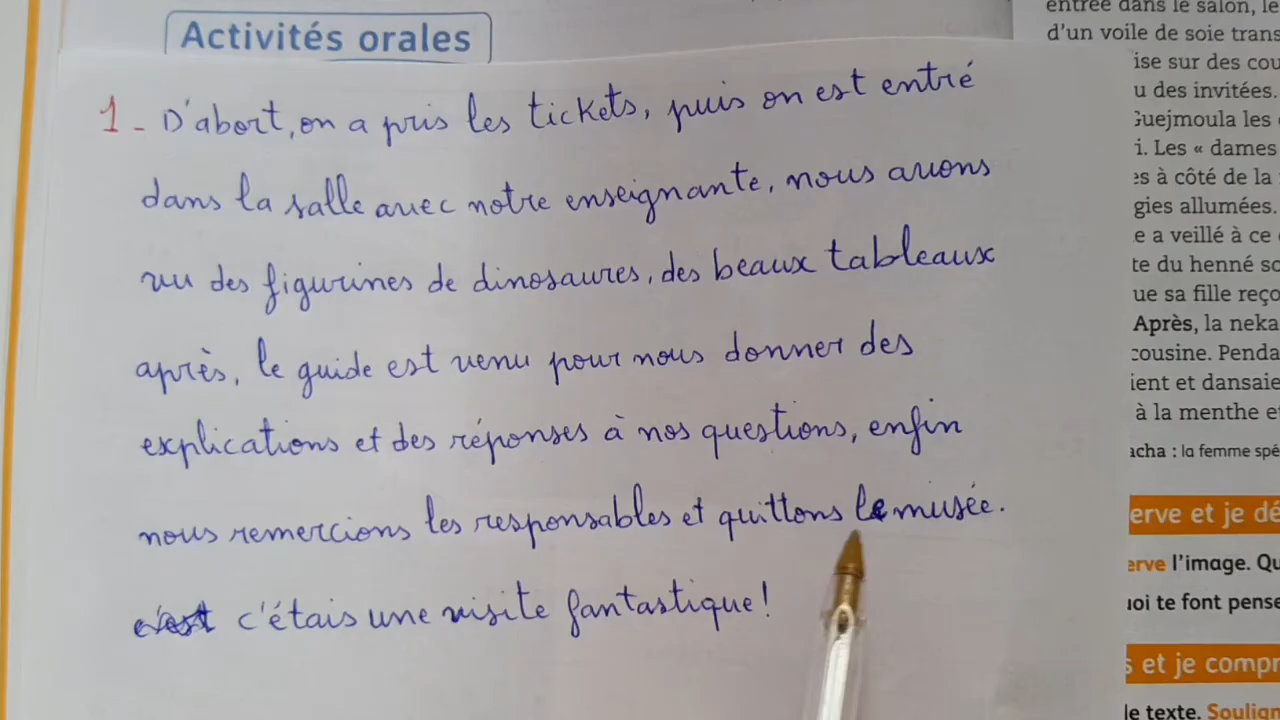 Activités orales
1- D'abort, on a pris les tickets, puis on est entré
dans la salle avec notre enseignante, nous avons
vu des figurines de dinosaures, des beaux tableaux
après, le guide est venu pour nous donner des
explications et des réponses à nos questions, enfin
nous remercions les responsables et quittons le musée.
c'est c'étais une visite fantastique!
entrée dans le salon, le
d'un voile de soie trans
ise sur des cou
u des invitées.
Guejmoula les
i. Les « dames
es à côté de la
gies allumées.
e a veillé à ce
te du henné so
ue sa fille reço
Après, la neka
cousine. Penda
ient et dansaie
à la menthe e
acha : la femme spé
erve et je dé
erve l'image. Qu
uoi te font pense
s et je compr
le texte. Soulign